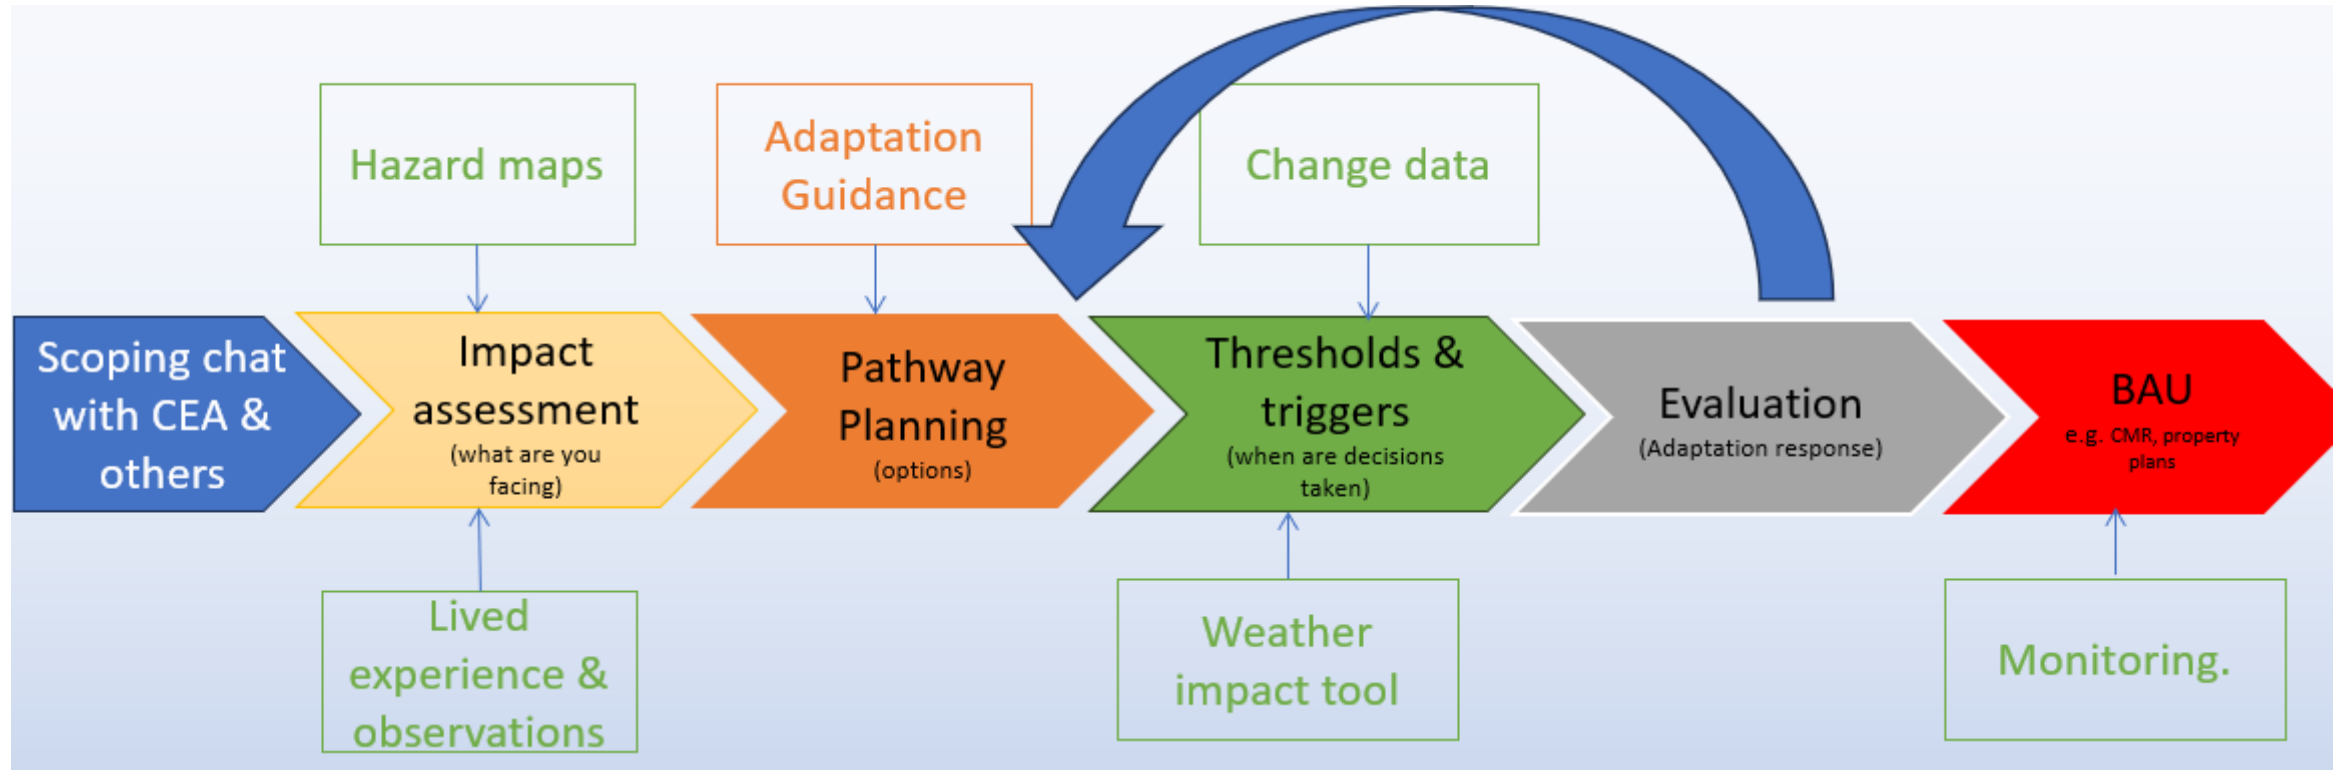 Hazard maps
Adaptation
Guidance
Change data
Scoping chat
with CEA &
others
Impact
assessment
(what are you
facing)
Pathway
Planning
(options)
Thresholds &
triggers
(when are decisions
taken)
Evaluation
(Adaptation response)
BAU
e.g. CMR, property
plans
Lived
experience &
observations
Weather
impact tool
Monitoring.